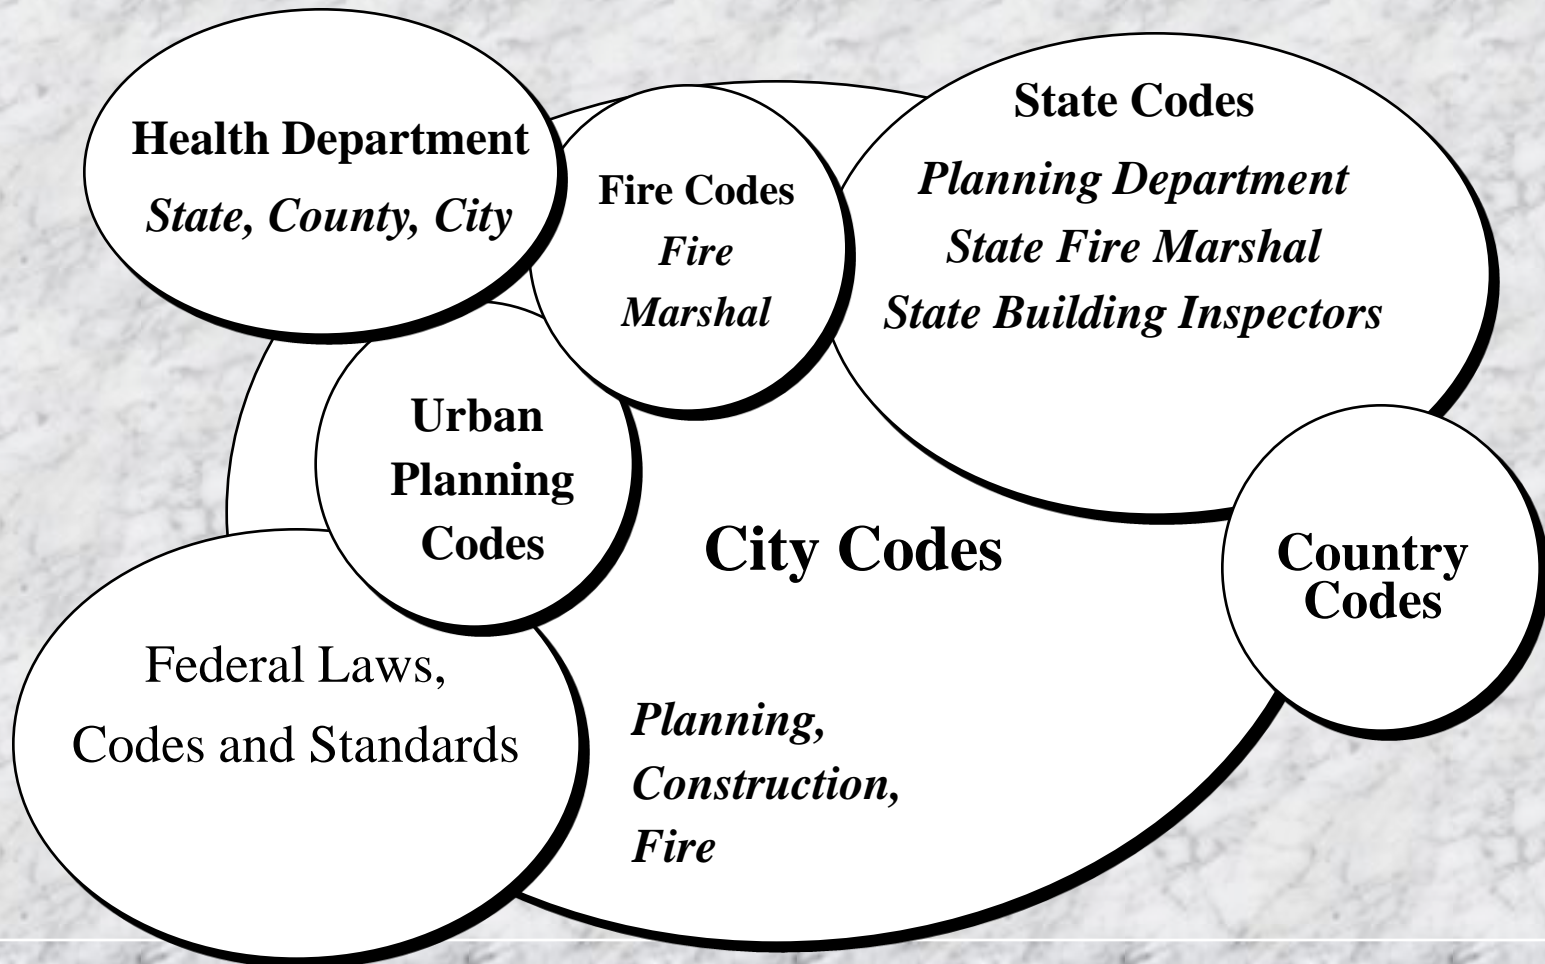 Health Department
State, County, City
Fire Codes
Fire
Marshal
State Codes
Planning Department
State Fire Marshal
State Building Inspectors
Urban
Planning
Codes
City Codes
Country
Codes
Federal Laws,
Codes and Standards
Planning,
Construction,
Fire